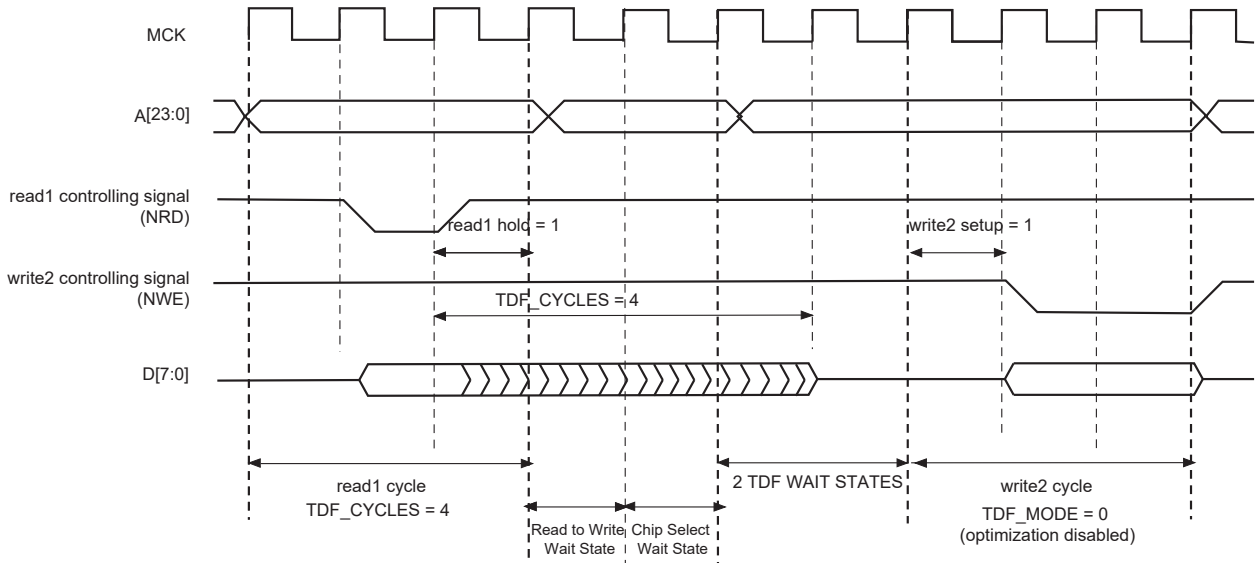 MCK
A[23:0]
read1 controlling signal
(NRD)
read1 hold = 1
write2 setup = 1
write2 controlling signal
(NWE)
TDF_CYCLES = 4
D[7:0]
read1 cycle
TDF_CYCLES = 4
2 TDF WAIT STATES
write2 cycle
TDF_MODE = 0
(optimization disabled)
Read to Write
Wait State
Chip Select
Wait State